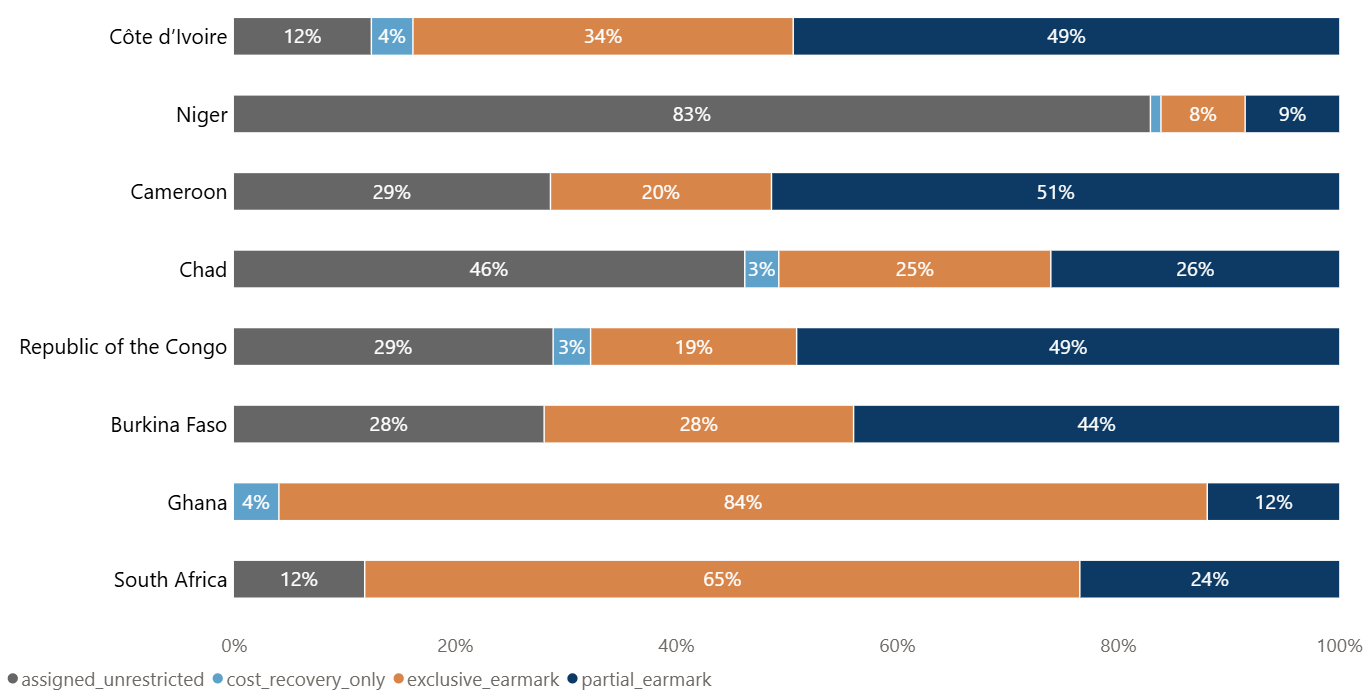 Côte d’Ivoire 12% 4% 34% 49%
Niger 83% 8% 9%
Cameroon 29% 20% 51%
Chad 46% 3% 25% 26%
Republic of the Congo 29% 3% 19% 49%
Burkina Faso 28% 28% 44%
Ghana 4% 84% 12%
South Africa 12% 65% 24%
0% 20% 40% 60% 80% 100%
assigned_unrestricted cost_recovery_only exclusive_earmark partial_earmark